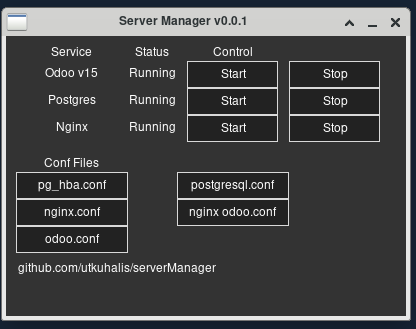 Server Manager v0.0.1
Service Status Control
Odoo v15 Running Start Stop
Postgres Running Start Stop
Nginx Running Start Stop
Conf Files
pg_hba.conf postgresql.conf
nginx.conf nginx odoo.conf
odoo.conf
github.com/utkuhalis/serverManager